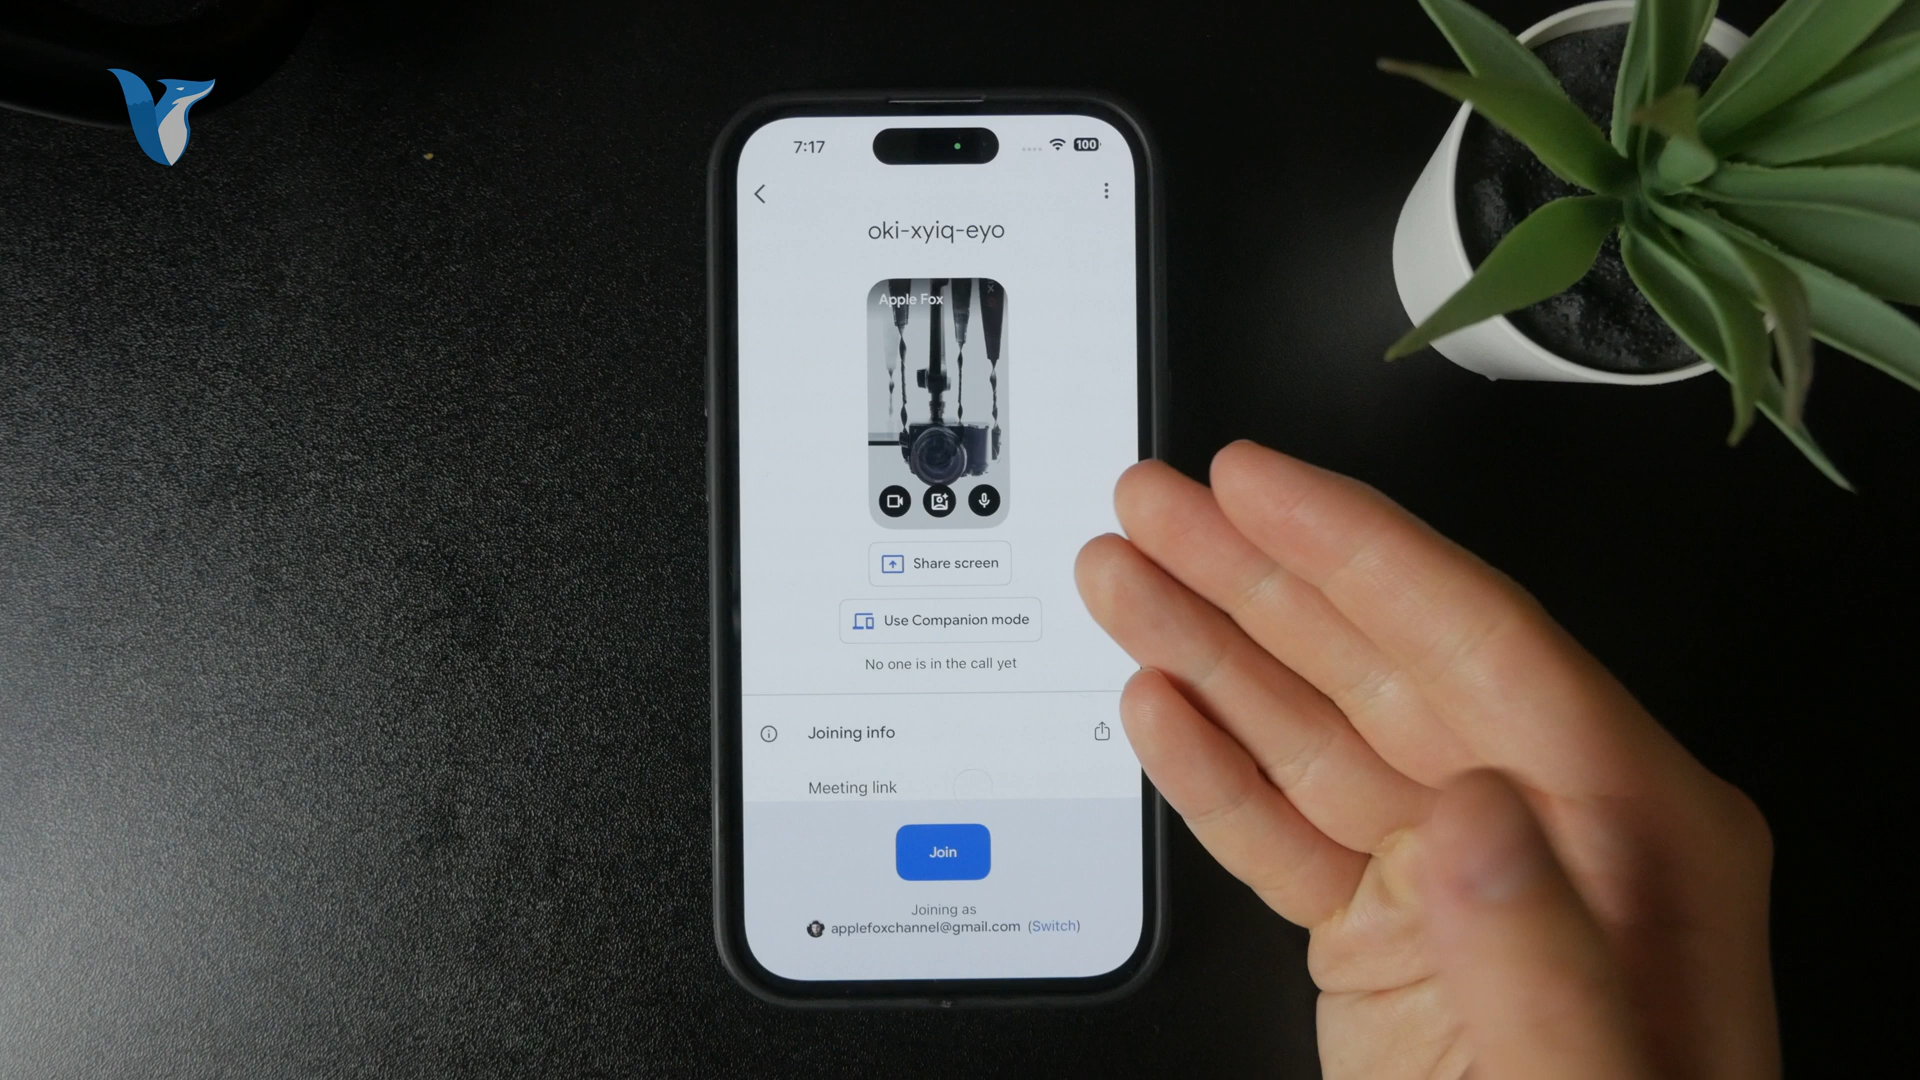 7:17
100
oki-xyiq-eyo
Apple Fox
Share screen
Use Companion mode
No one is in the call yet
Joining info
Meeting link
Join
Joining as
applefoxchannel@gmail.com (Switch)